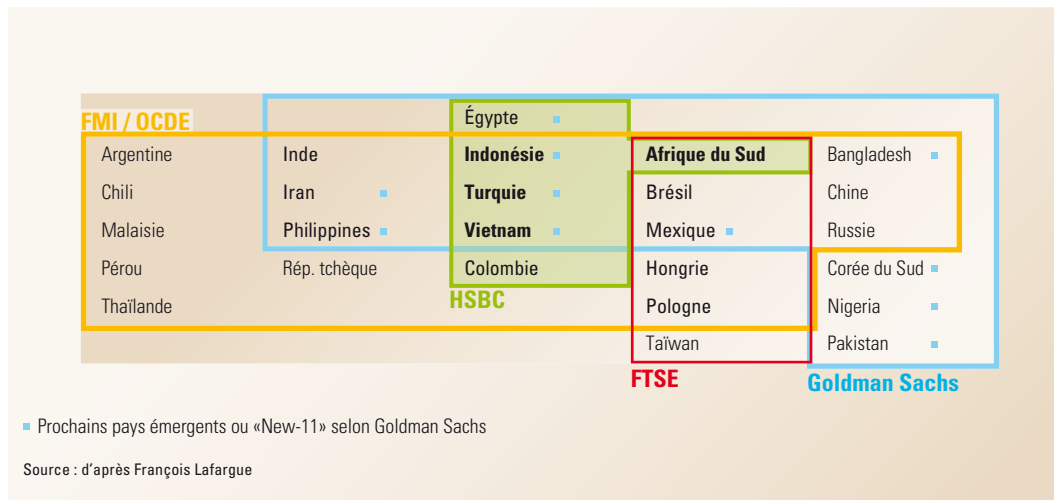 FMI / OCDE
Égypte
Argentine Inde Indonésie Afrique du Sud Bangladesh
Chili Iran Turquie Brésil Chine
Malaisie Philippines Vietnam Mexique Russie
Pérou Rép. tchèque Colombie Hongrie Corée du Sud
Thaïlande HSBC Pologne Nigeria
Taïwan Pakistan
FTSE Goldman Sachs
Prochains pays émergents ou «New-11» selon Goldman Sachs
Source : d'après François Lafargue